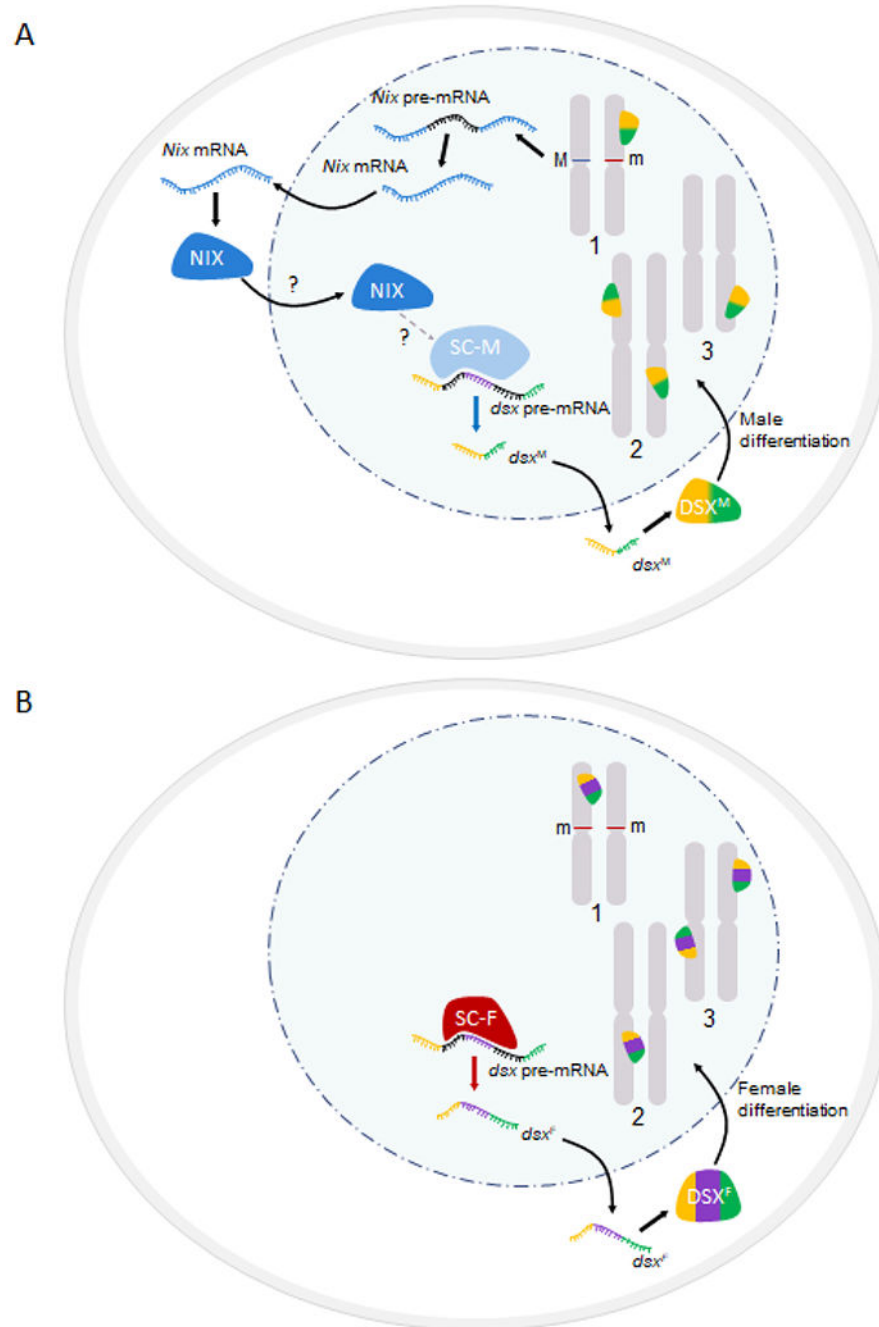 A
Nix pre-mRNA
Nix mRNA
Nix mRNA
M
m
1
NIX
?
NIX
?
SC-M
3
dsx pre-mRNA
2
Male
differentiation
dsxᴹ
DSXᴹ
dsxᴹ
B
m
m
1
3
SC-F
dsx pre-mRNA
2
Female
differentiation
dsxF
DSXF
dsxF